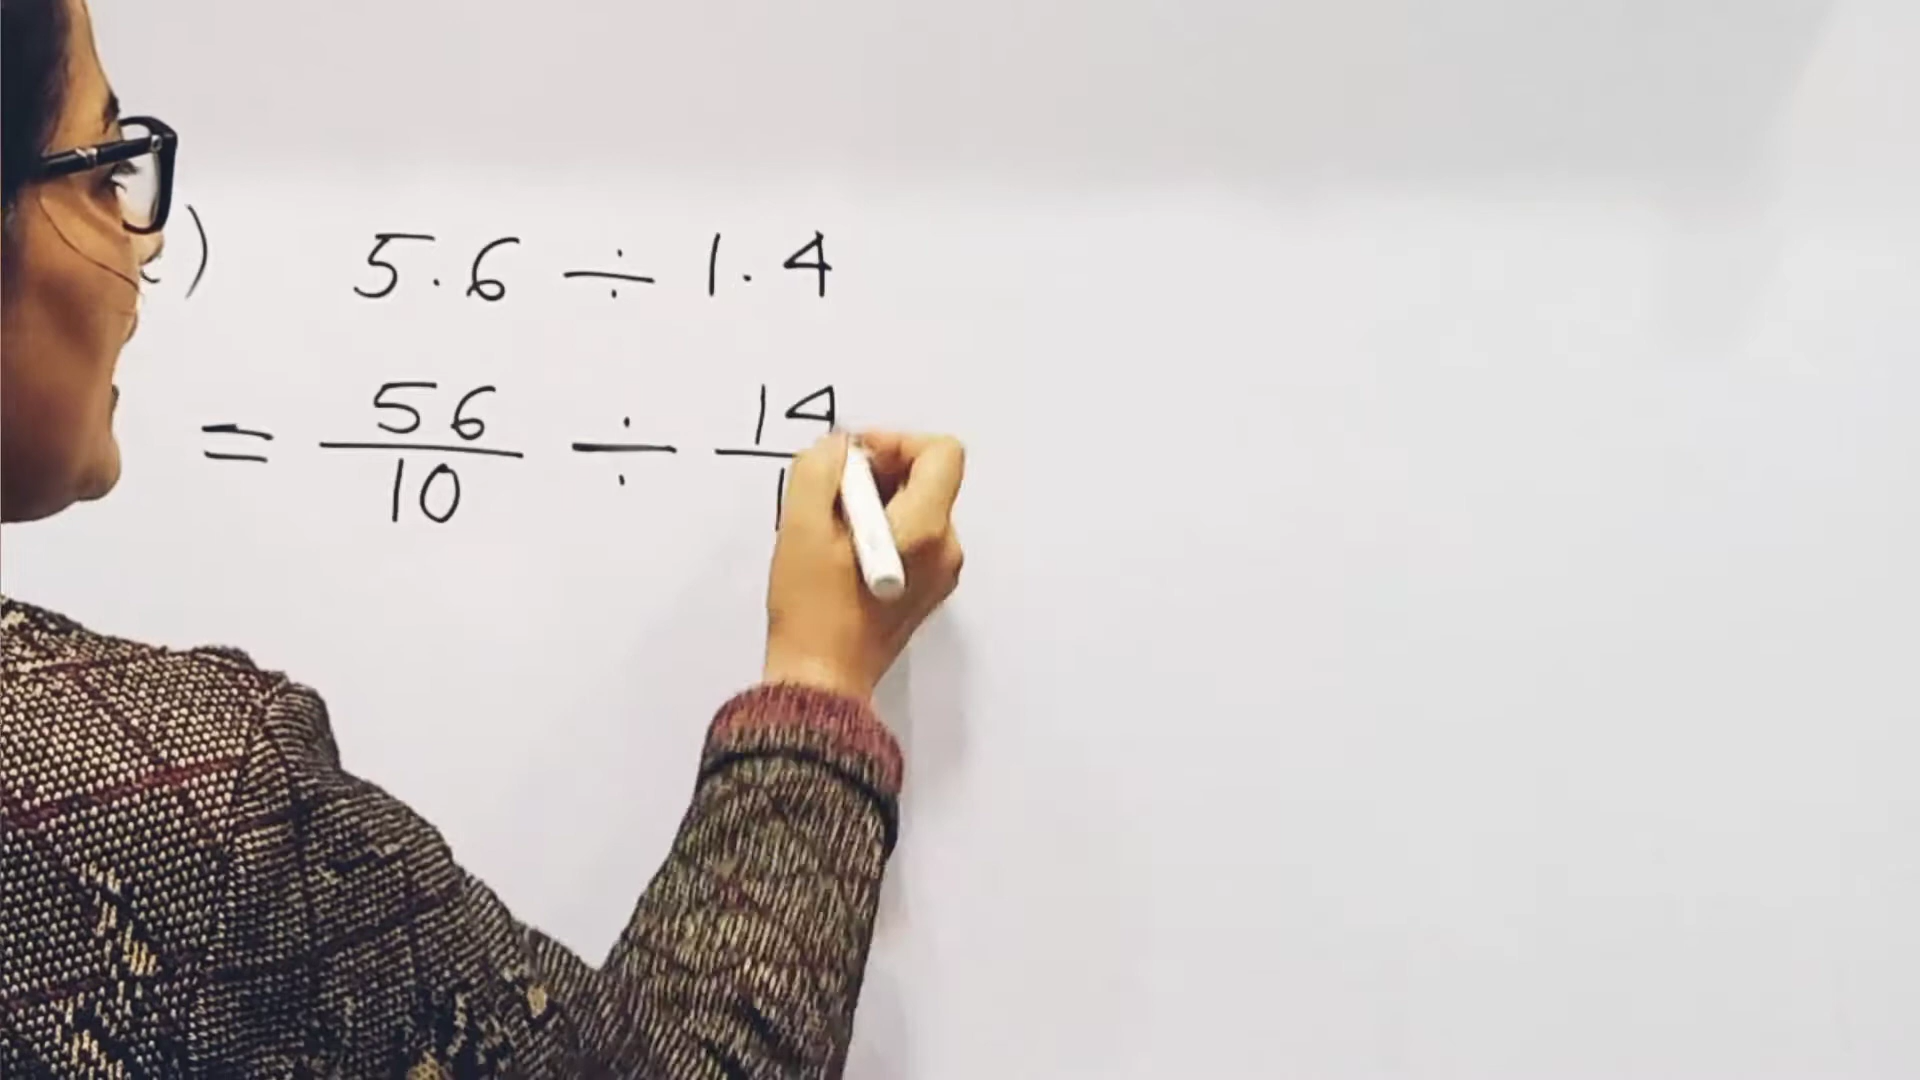 ) 5.6 ÷ 1.4
= 56/10 ÷ 14/1